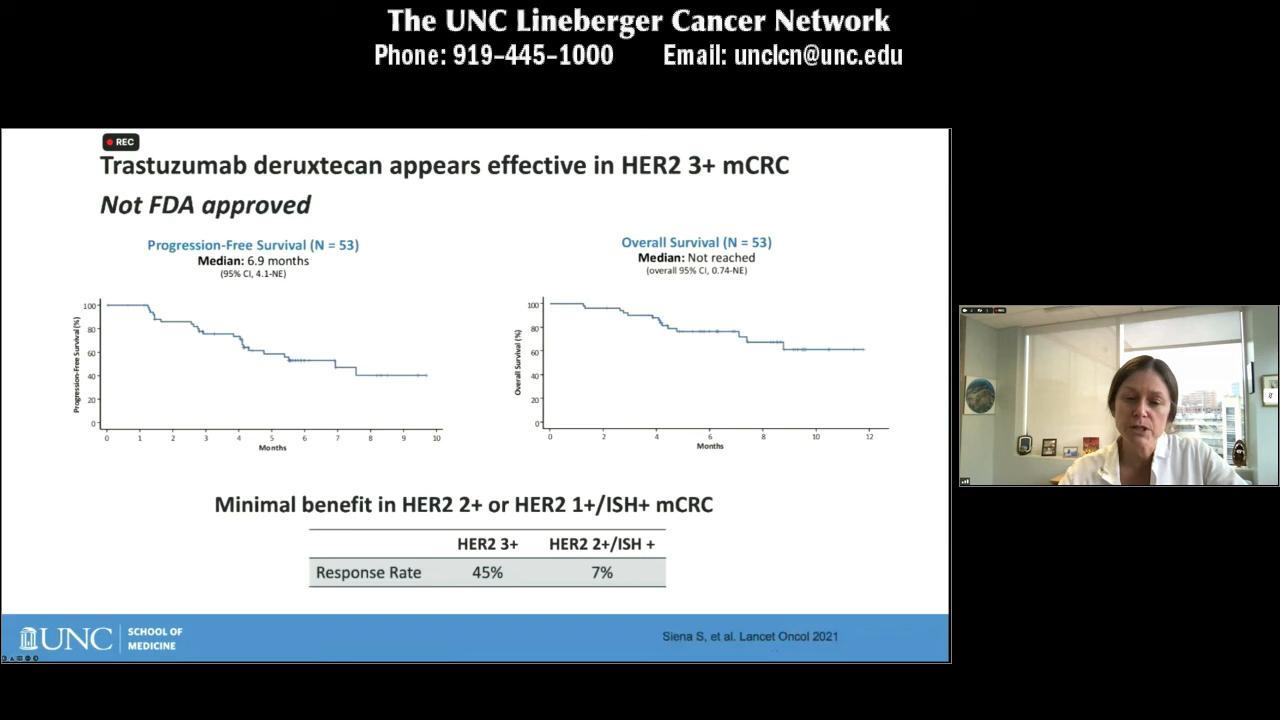 The UNC Lineberger Cancer Network
Phone: 919-445-1000 Email: unclcn@unc.edu
REC
Trastuzumab deruxtecan appears effective in HER2 3+ mCRC
Not FDA approved
Progression-Free Survival (N = 53)
Median: 6.9 months
(95% CI, 4.1-NE)
Progression-Free Survival (%)
100
80
60
40
20
0
0 1 2 3 4 5 6 7 8 9 10
Months
Overall Survival (N = 53)
Median: Not reached
(overall 95% CI, 0.74-NE)
Overall Survival (%)
100
80
60
40
20
0
0 2 4 6 8 10 12
Months
Minimal benefit in HER2 2+ or HER2 1+/ISH+ mCRC
HER2 3+ HER2 2+/ISH +
Response Rate 45% 7%
UNC SCHOOL OF
MEDICINE
Siena S, et al. Lancet Oncol 2021